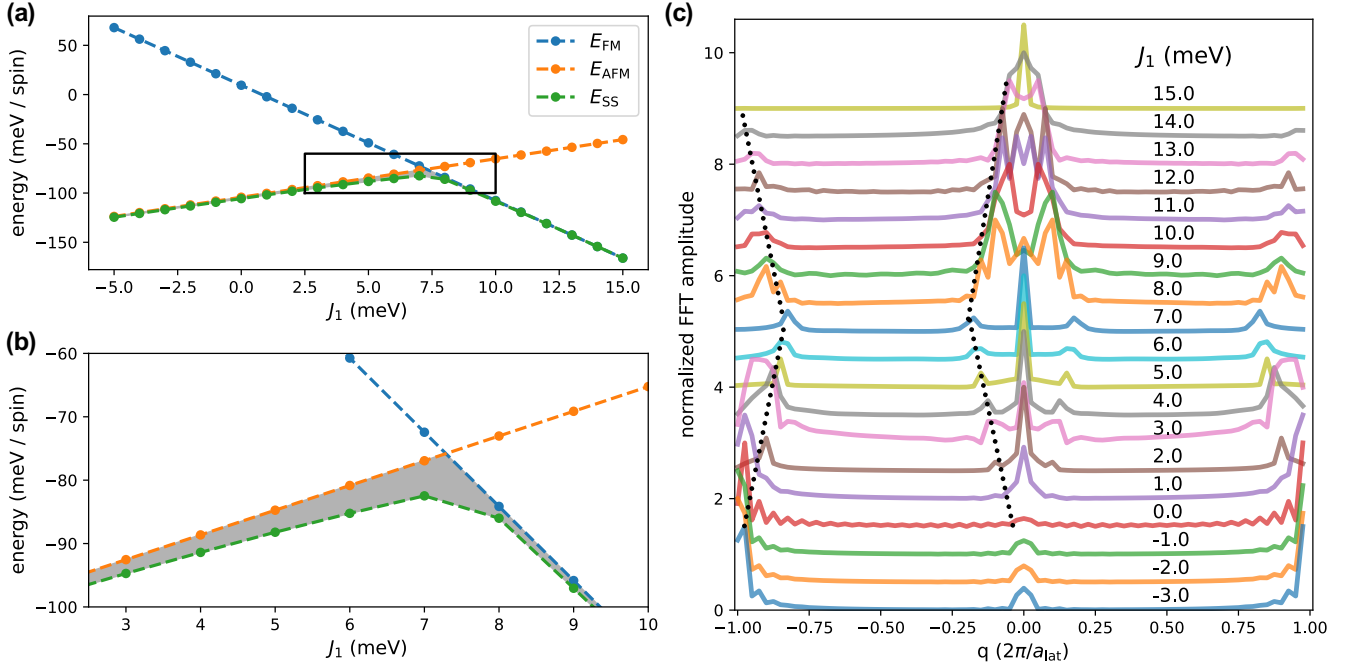 (a)
50
0
−50
−100
−150
energy (meV / spin)
E_FM
E_AFM
E_SS
−5.0 −2.5 0.0 2.5 5.0 7.5 10.0 12.5 15.0
J₁ (meV)
(b)
−60
−70
−80
−90
−100
energy (meV / spin)
3 4 5 6 7 8 9 10
J₁ (meV)
(c)
10
8
6
4
2
0
normalized FFT amplitude
J₁ (meV)
15.0
14.0
13.0
12.0
11.0
10.0
9.0
8.0
7.0
6.0
5.0
4.0
3.0
2.0
1.0
0.0
-1.0
-2.0
-3.0
−1.00 −0.75 −0.50 −0.25 0.00 0.25 0.50 0.75 1.00
q (2π/a_lat)